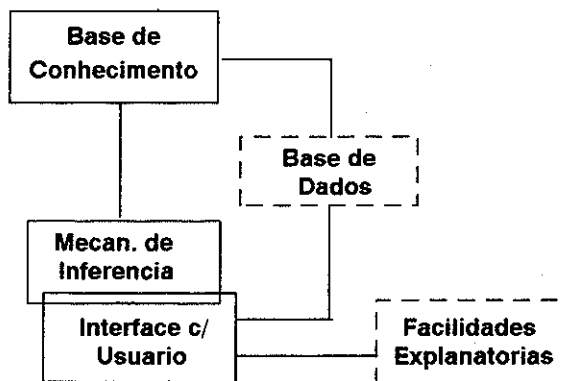 Base de
Conhecimento
Base de
Dados
Mecan. de
Inferencia
Interface c/
Usuario
Facilidades
Explanatorias